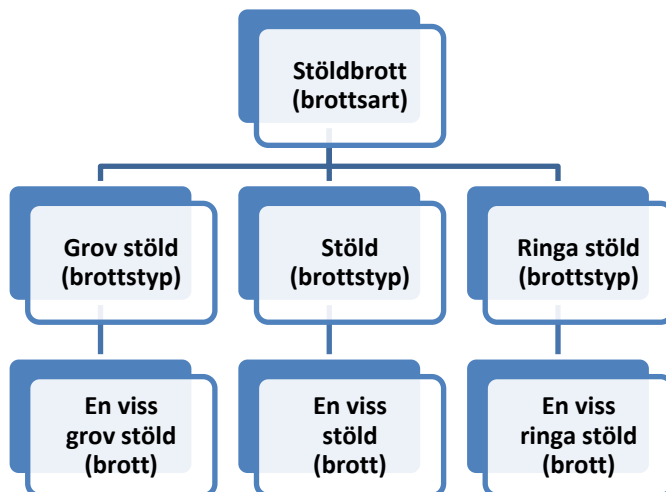 Stöldbrott
(brottsart)
Grov stöld
(brottstyp)
Stöld
(brottstyp)
Ringa stöld
(brottstyp)
En viss
grov stöld
(brott)
En viss
stöld
(brott)
En viss
ringa stöld
(brott)